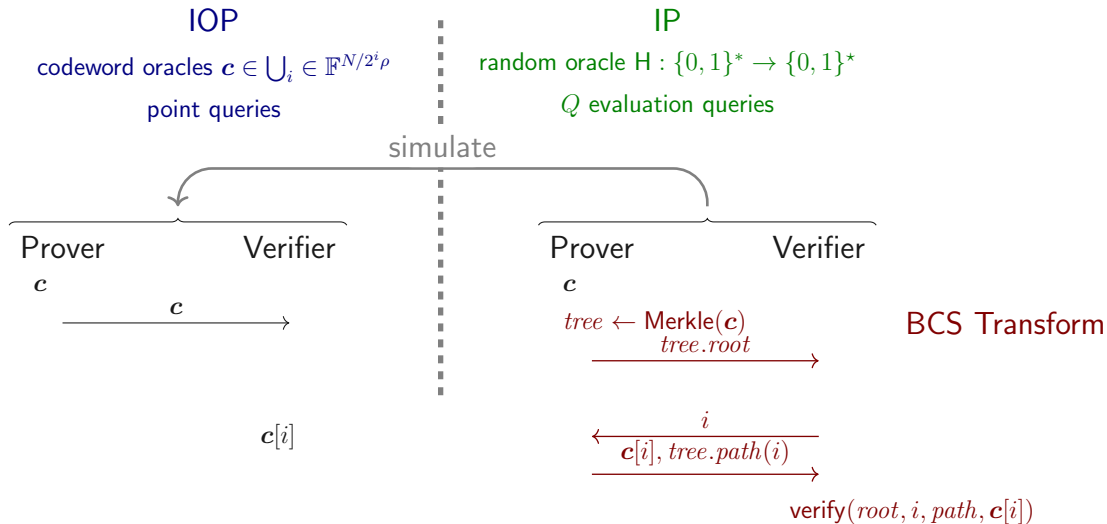 IOP
codeword oracles c ∈ ⋃ᵢ ∈ 𝔽^{N/2^i ρ}
point queries
IP
random oracle H : {0, 1}* → {0, 1}⋆
Q evaluation queries
simulate
Prover Verifier
c
c
c[i]
Prover Verifier
c
tree ← Merkle(c)
tree.root
i
c[i], tree.path(i)
verify(root, i, path, c[i])
BCS Transform